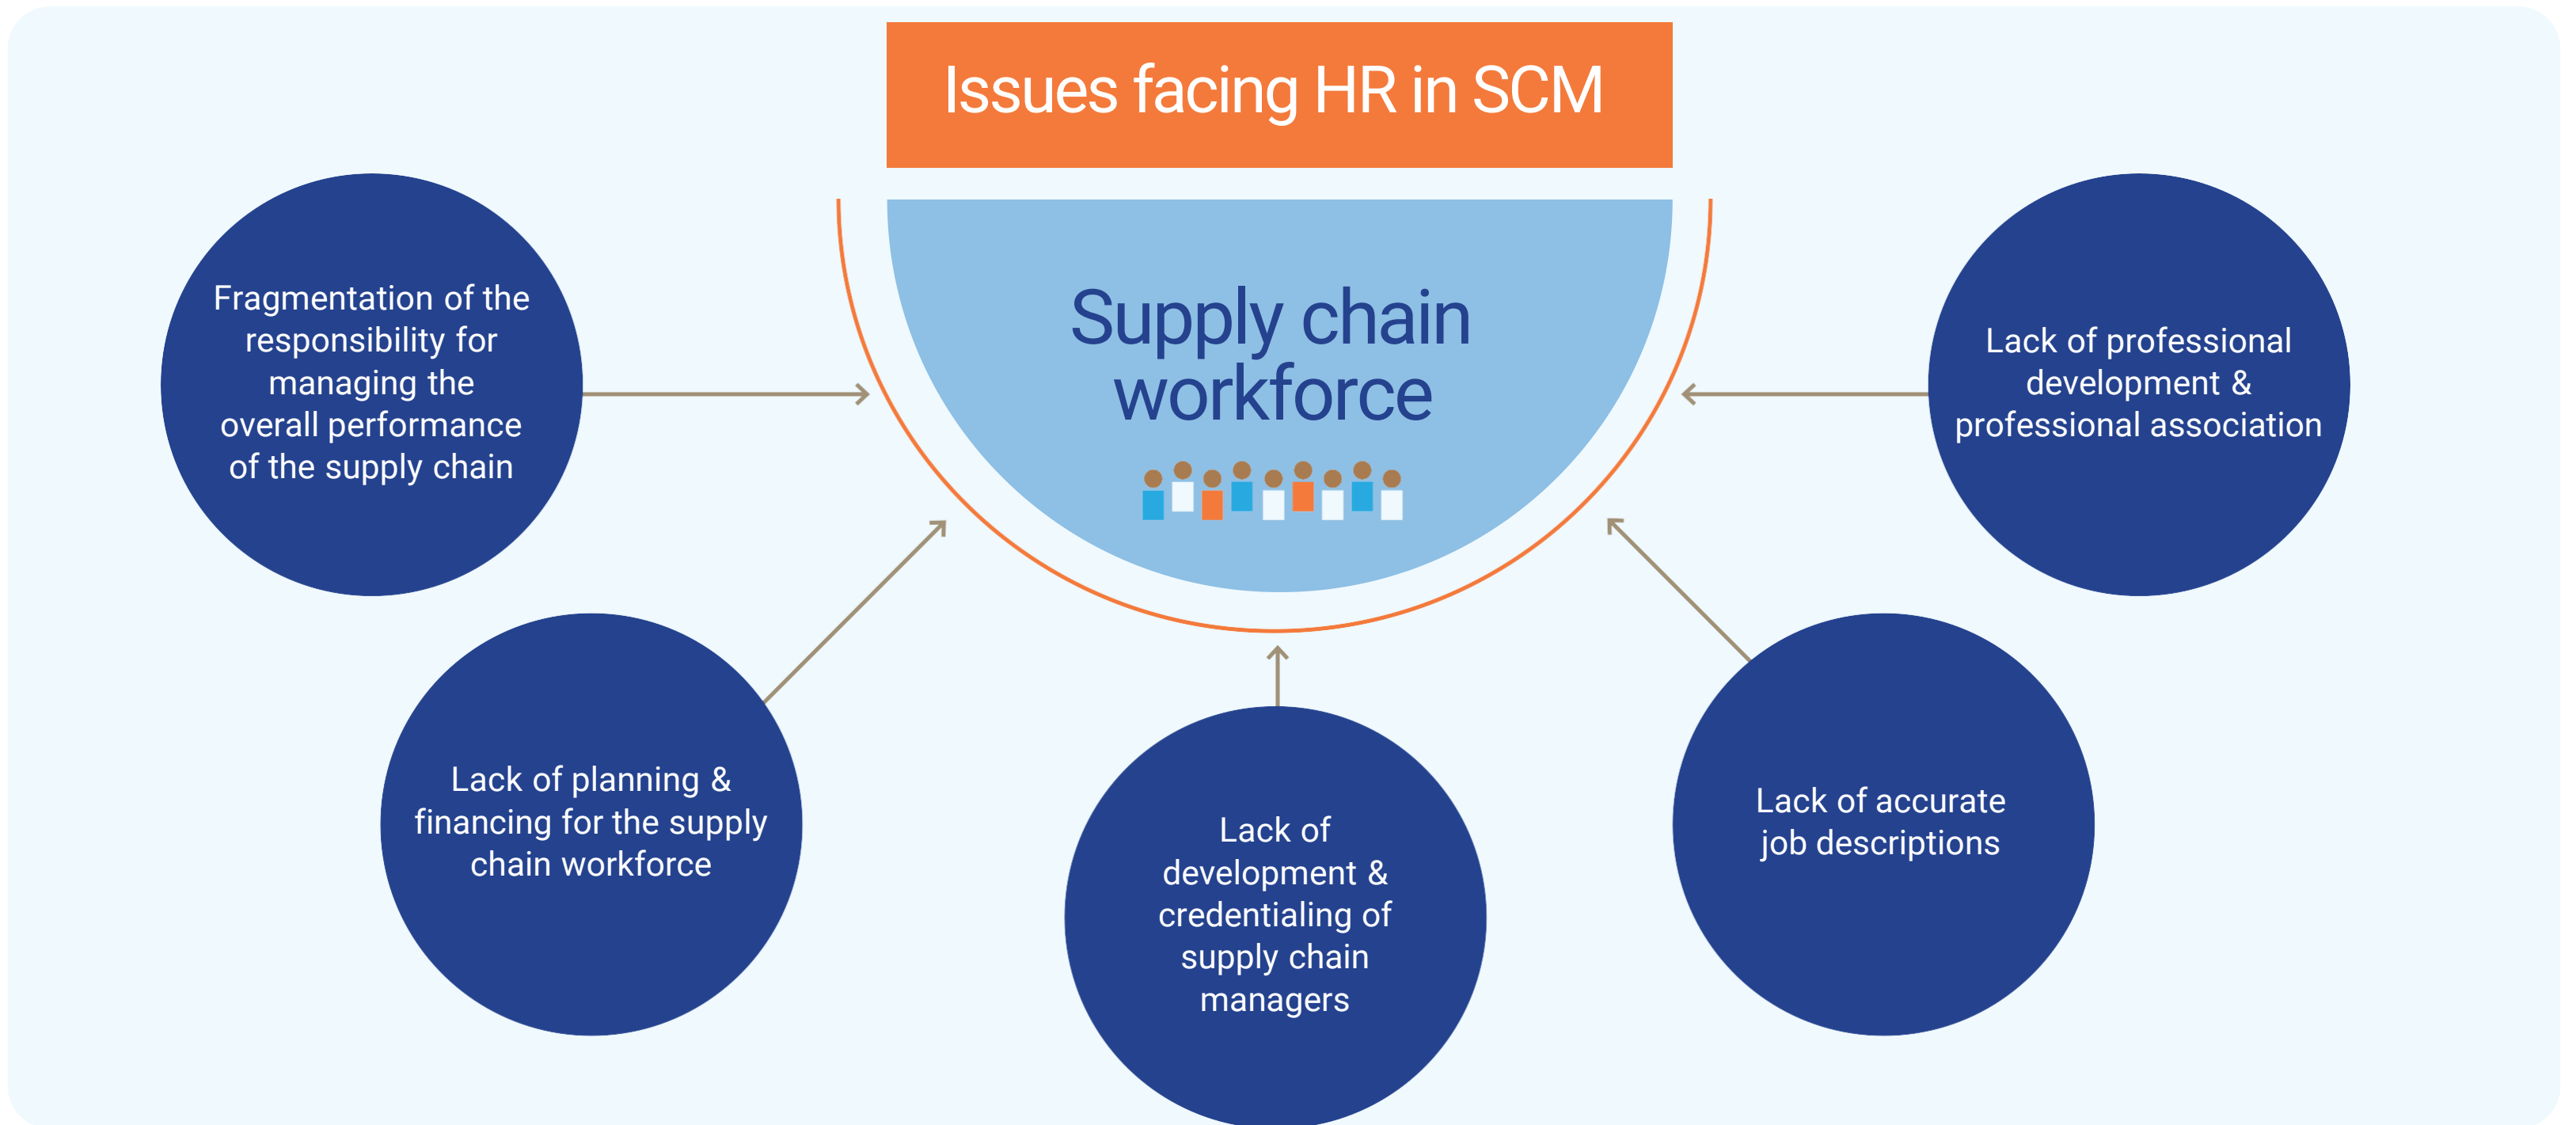 Issues facing HR in SCM
Supply chain
workforce
Fragmentation of the
responsibility for
managing the
overall performance
of the supply chain
Lack of planning &
financing for the supply
chain workforce
Lack of
development &
credentialing of
supply chain
managers
Lack of accurate
job descriptions
Lack of professional
development &
professional association